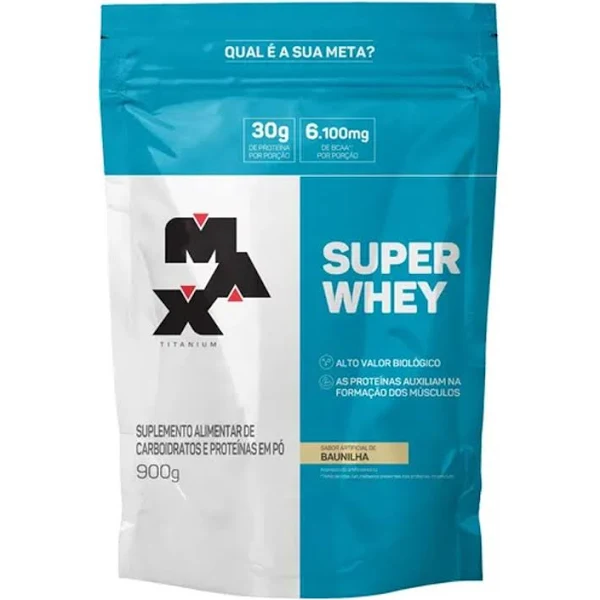 QUAL É A SUA META?
30g
DE PROTEÍNA
POR PORÇÃO
6.100mg
DE BCAA**
POR PORÇÃO
MAX
TITANIUM
SUPER
WHEY
ALTO VALOR BIOLÓGICO
AS PROTEÍNAS AUXILIAM NA
FORMAÇÃO DOS MÚSCULOS
SUPLEMENTO ALIMENTAR DE
CARBOIDRATOS E PROTEÍNAS EM PÓ
900g
SABOR ARTIFICIAL DE
BAUNILHA